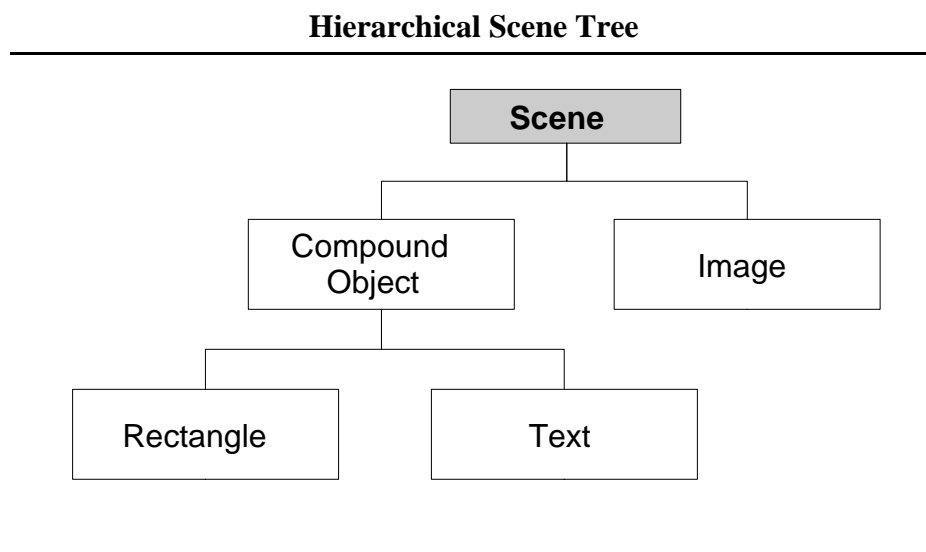 Hierarchical Scene Tree
Scene
Compound
Object
Image
Rectangle
Text